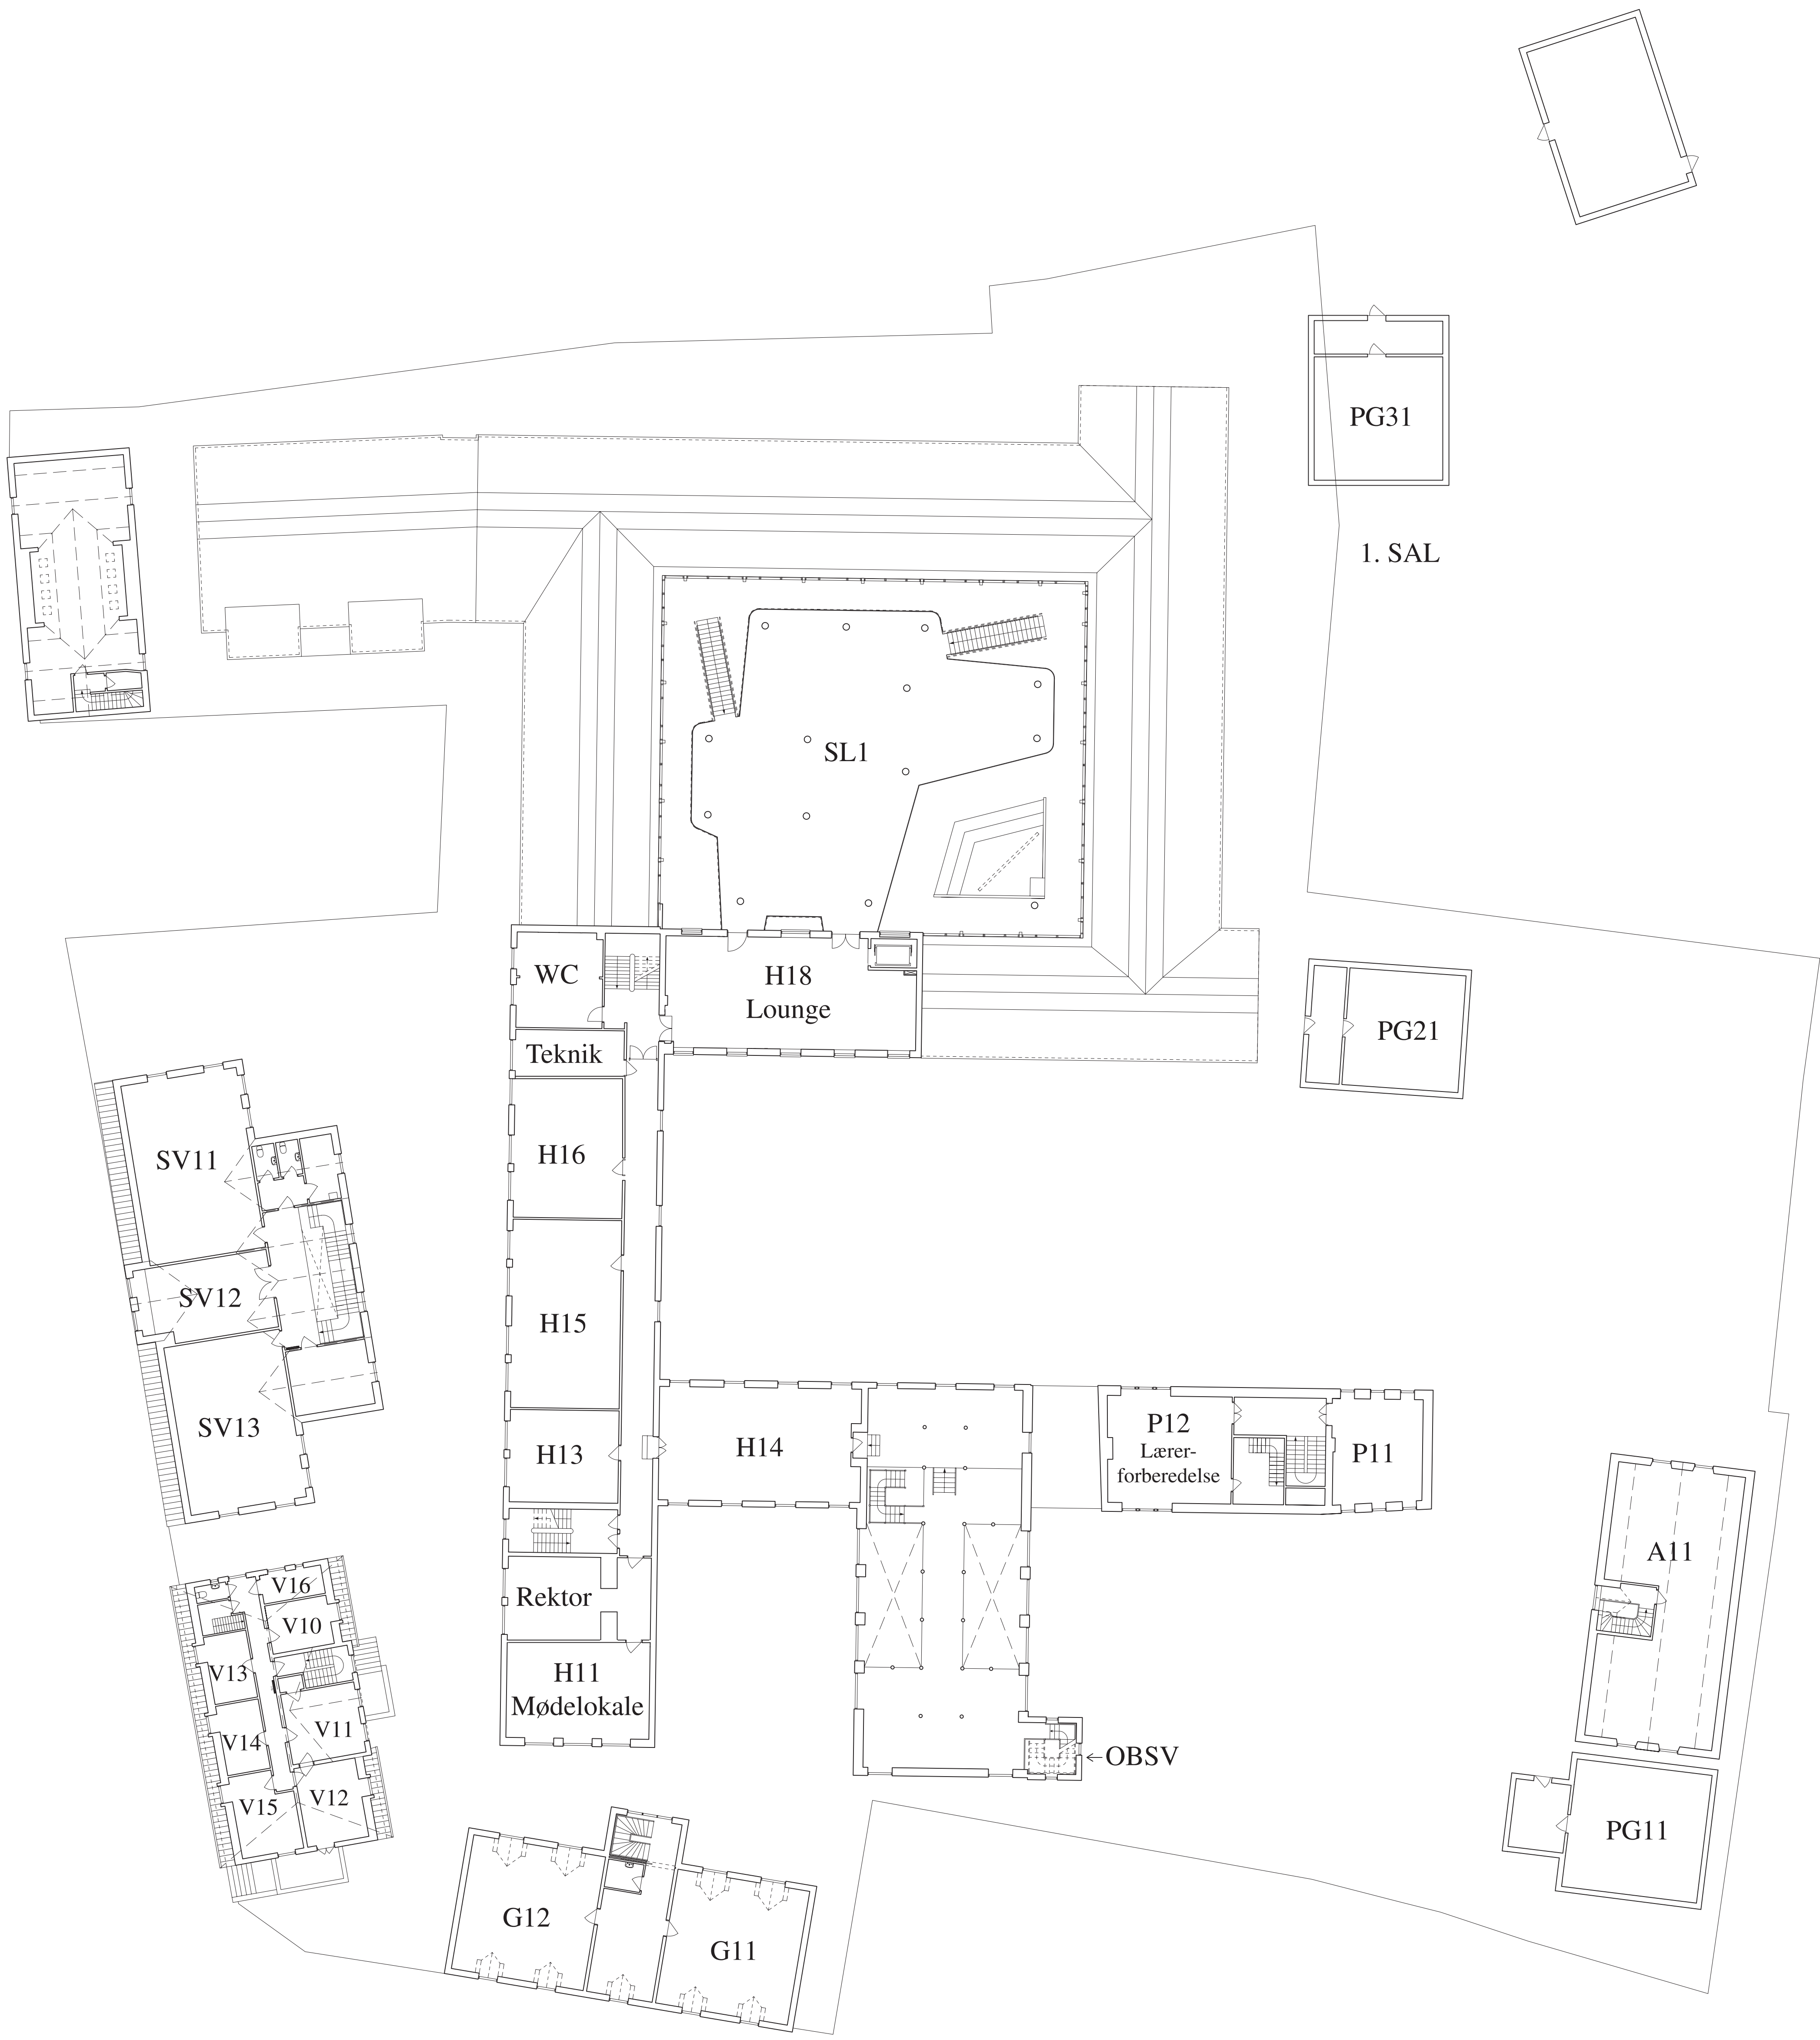 PG31
1. SAL
SL1
WC
H18
Lounge
Teknik
PG21
H16
SV11
SV12
H15
SV13
H13
H14
P12
Lærer-
forberedelse
P11
A11
V16
V10
Rektor
V13
H11
Mødelokale
V11
V14
OBSV
V12
V15
PG11
G12
G11